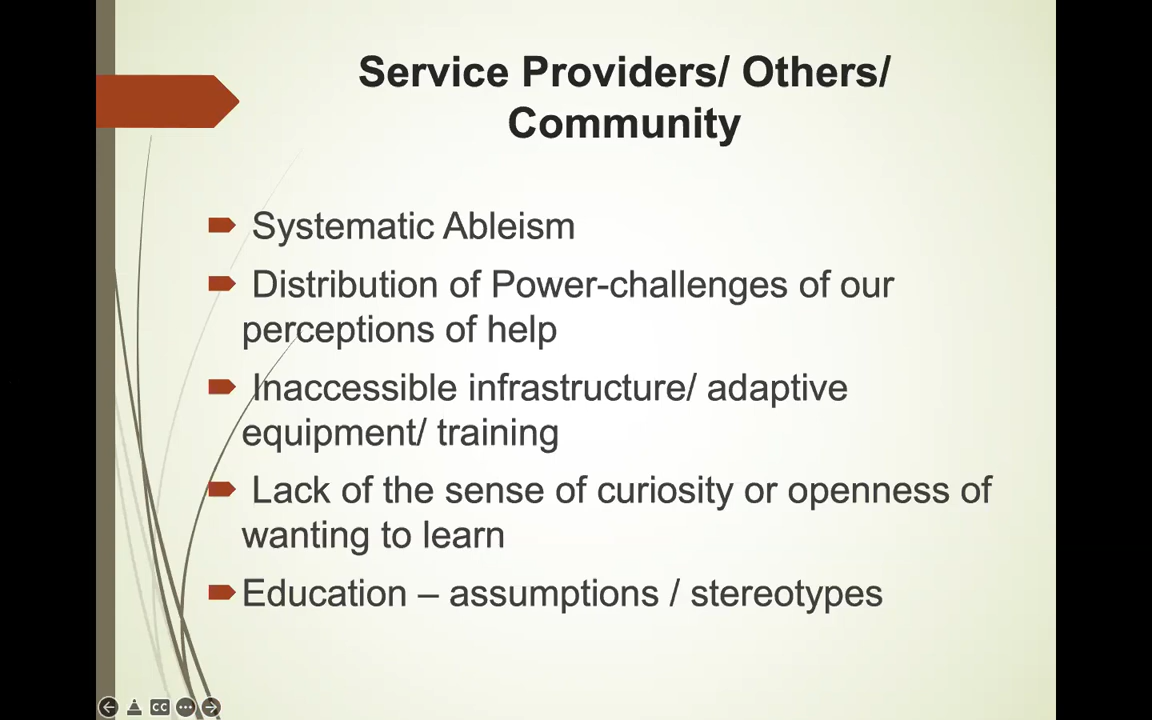 Service Providers/ Others/
Community
Systematic Ableism
Distribution of Power-challenges of our
perceptions of help
Inaccessible infrastructure/ adaptive
equipment/ training
Lack of the sense of curiosity or openness of
wanting to learn
Education – assumptions / stereotypes
CC